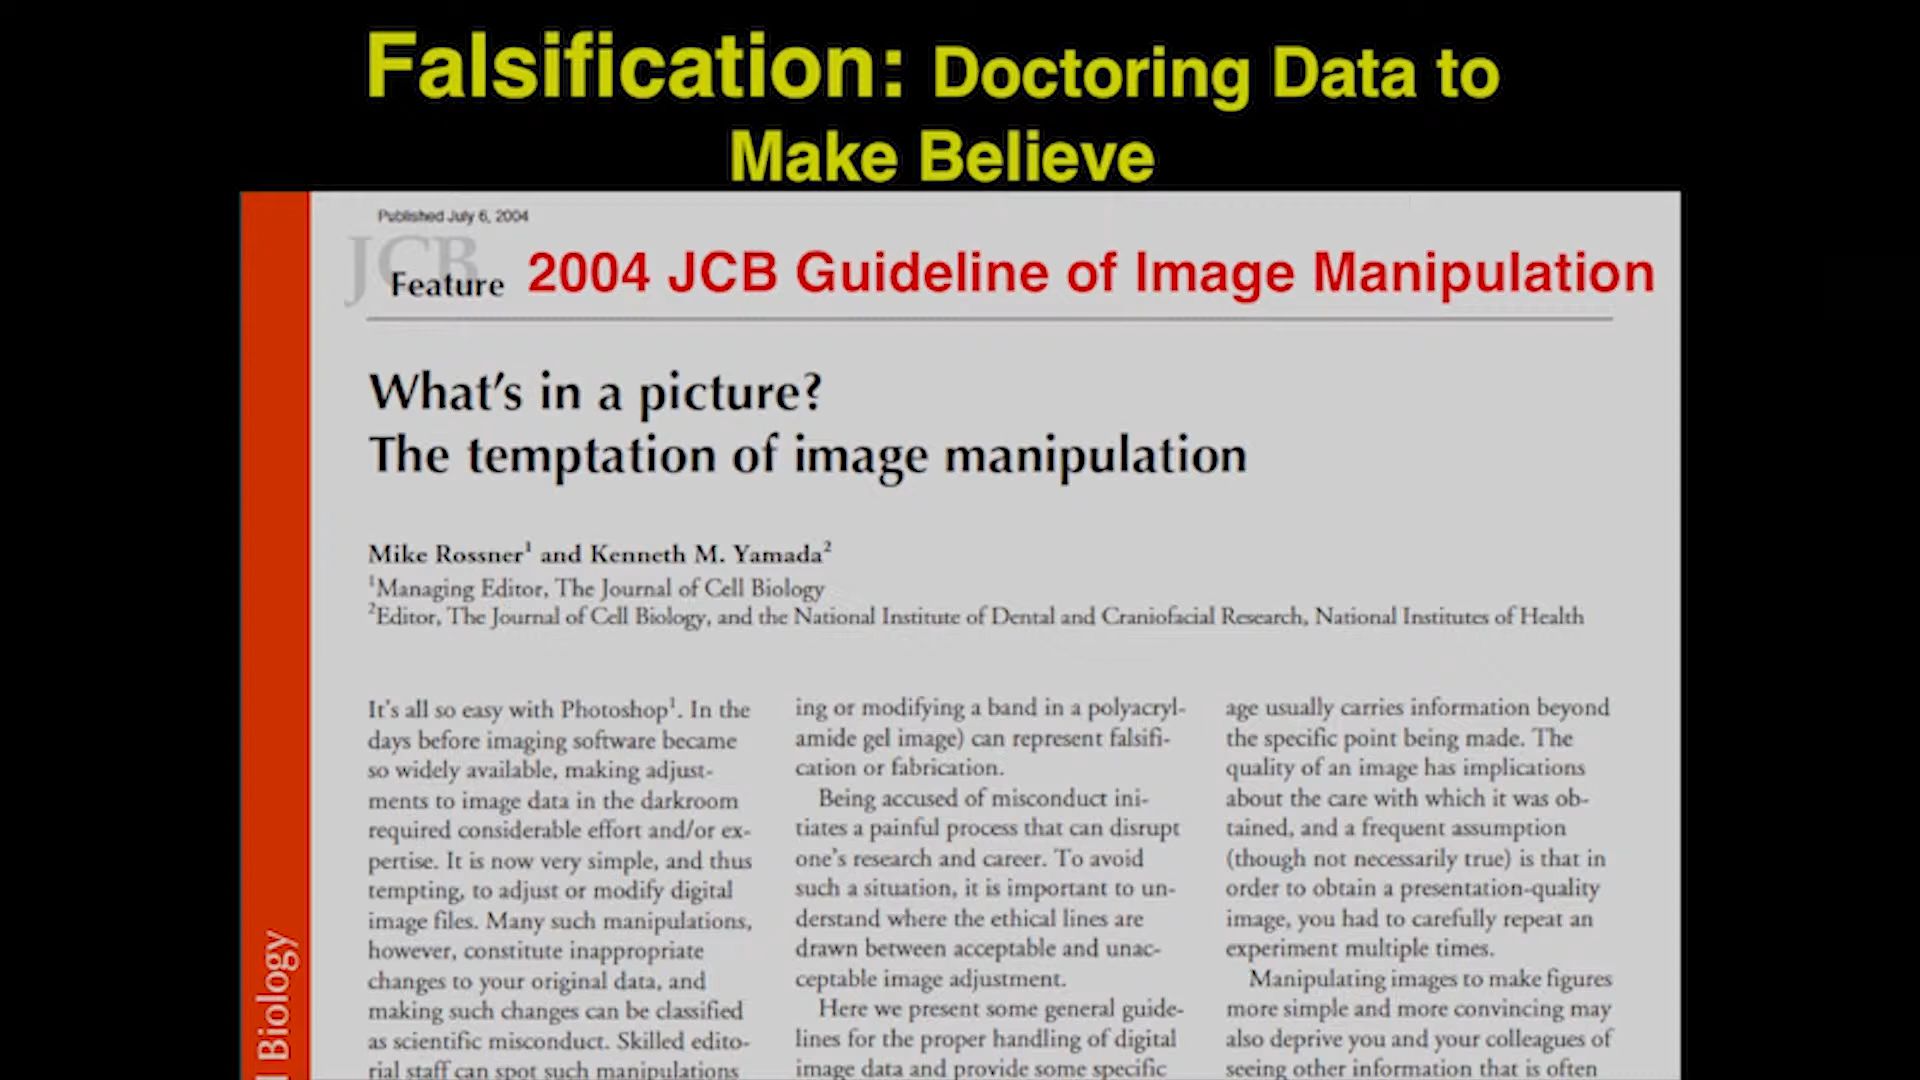 Falsification: Doctoring Data to
Make Believe
Published July 6, 2004
JCB
Feature
2004 JCB Guideline of Image Manipulation
What's in a picture?
The temptation of image manipulation
Mike Rossner1 and Kenneth M. Yamada2
1Managing Editor, The Journal of Cell Biology
2Editor, The Journal of Cell Biology, and the National Institute of Dental and Craniofacial Research, National Institutes of Health
It's all so easy with Photoshop1. In the
days before imaging software became
so widely available, making adjust-
ments to image data in the darkroom
required considerable effort and/or ex-
pertise. It is now very simple, and thus
tempting, to adjust or modify digital
image files. Many such manipulations,
however, constitute inappropriate
changes to your original data, and
making such changes can be classified
as scientific misconduct. Skilled edito-
rial staff can spot such manipulations
ing or modifying a band in a polyacryl-
amide gel image) can represent falsifi-
cation or fabrication.
Being accused of misconduct ini-
tiates a painful process that can disrupt
one's research and career. To avoid
such a situation, it is important to un-
derstand where the ethical lines are
drawn between acceptable and unac-
ceptable image adjustment.
Here we present some general guide-
lines for the proper handling of digital
image data and provide some specific
age usually carries information beyond
the specific point being made. The
quality of an image has implications
about the care with which it was ob-
tained, and a frequent assumption
(though not necessarily true) is that in
order to obtain a presentation-quality
image, you had to carefully repeat an
experiment multiple times.
Manipulating images to make figures
more simple and more convincing may
also deprive you and your colleagues of
seeing other information that is often
l Biology